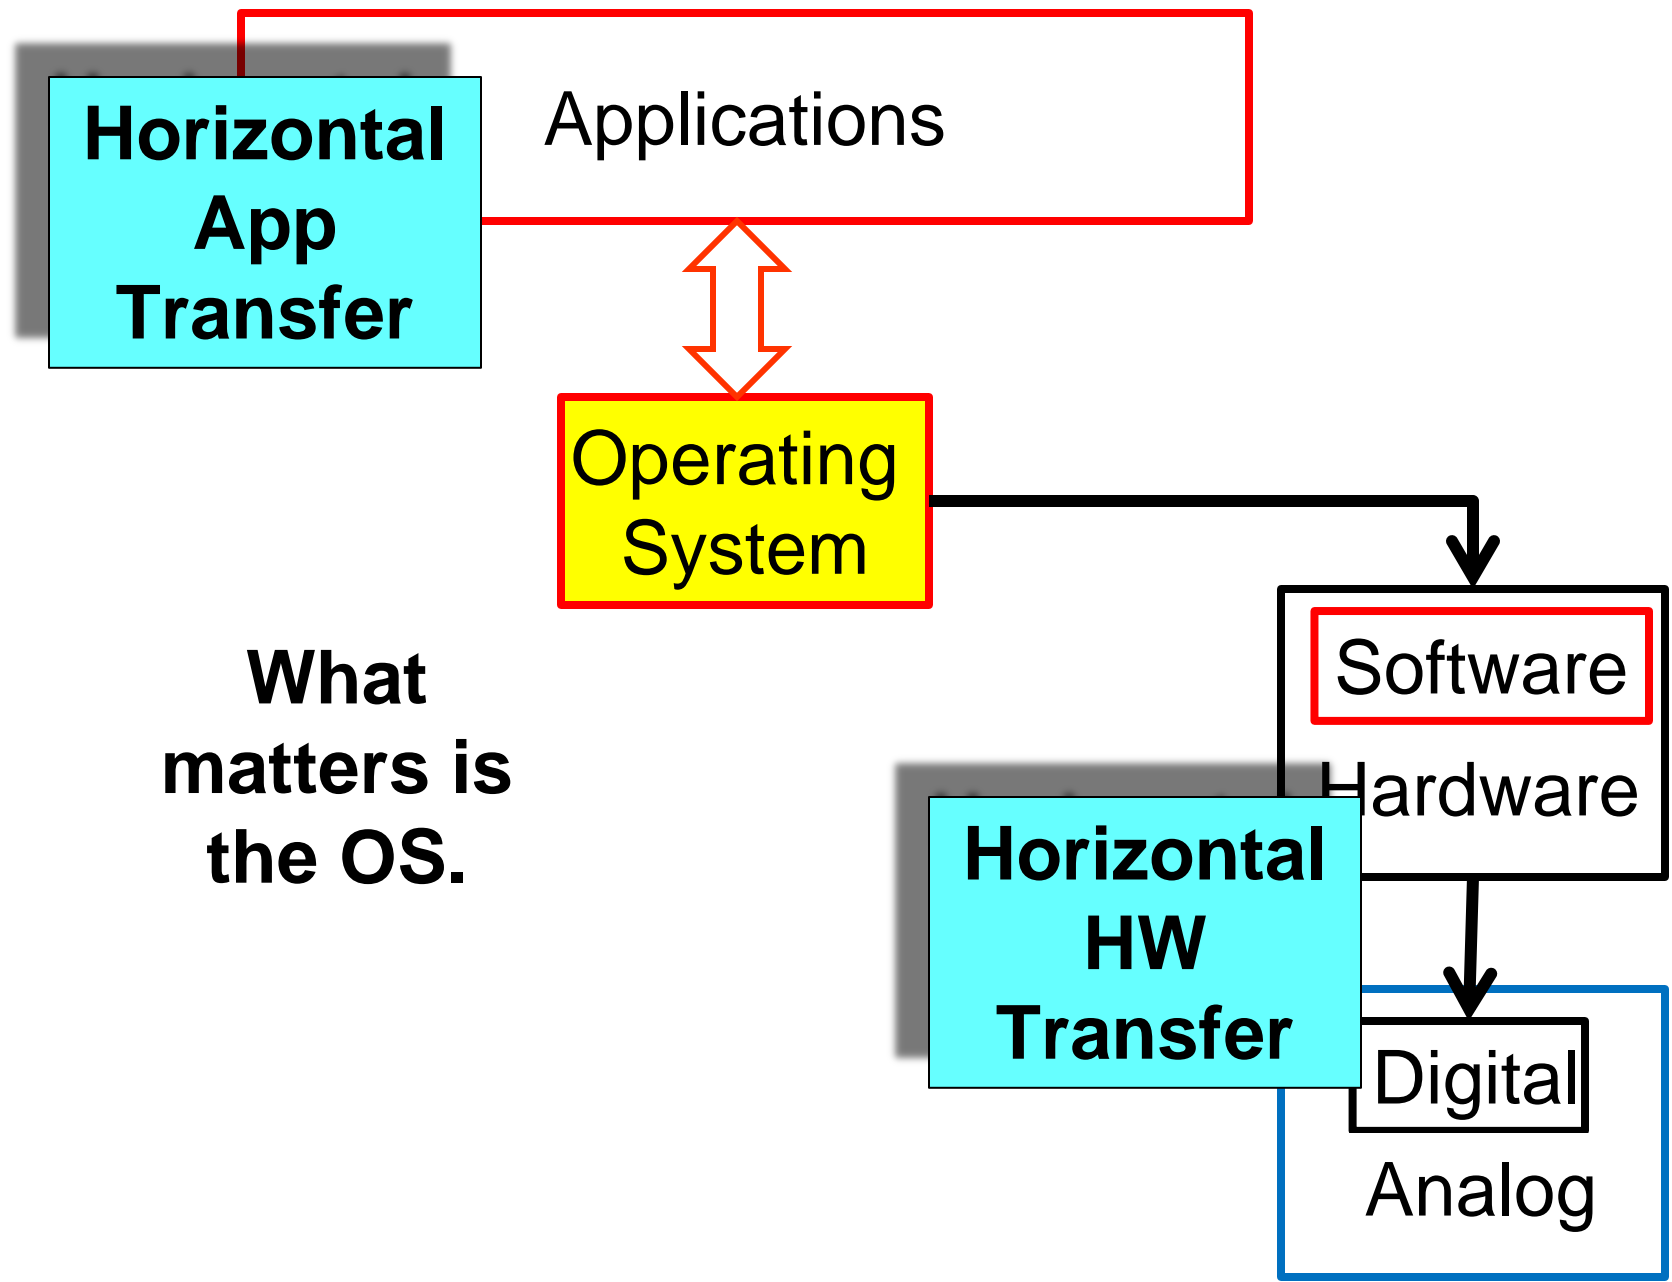 Applications
Horizontal
App
Transfer
Operating
System
Software
Hardware
What
matters is
the OS.
Horizontal
HW
Transfer
Digital
Analog